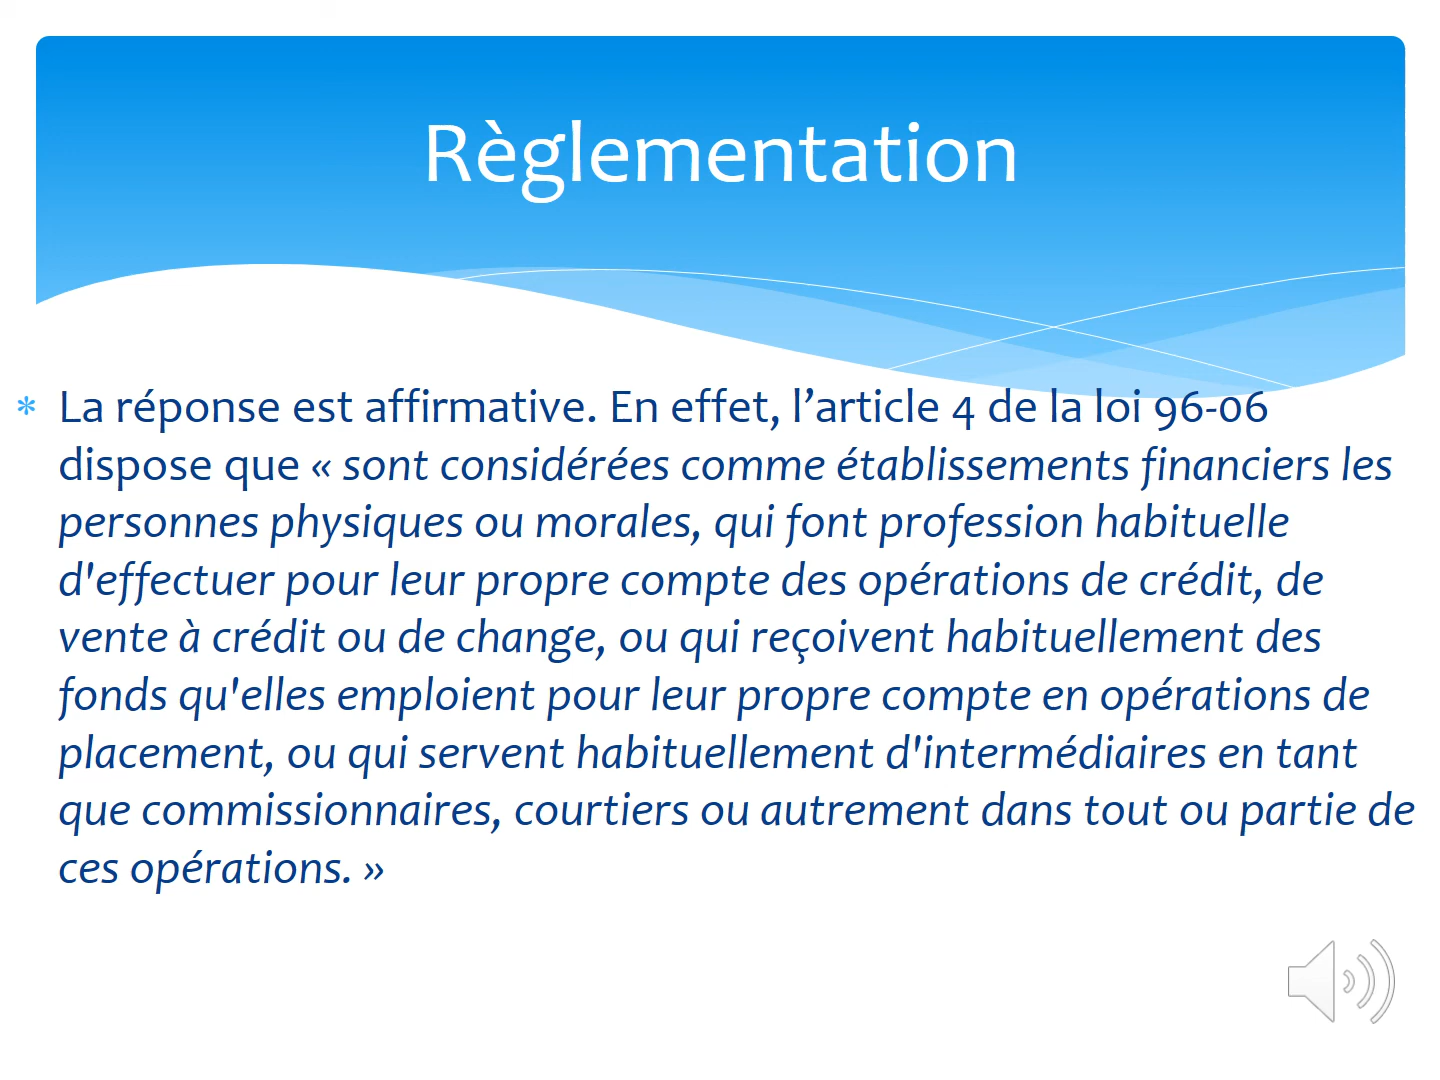 Règlementation
* La réponse est affirmative. En effet, l’article 4 de la loi 96-06
dispose que « sont considérées comme établissements financiers les
personnes physiques ou morales, qui font profession habituelle
d'effectuer pour leur propre compte des opérations de crédit, de
vente à crédit ou de change, ou qui reçoivent habituellement des
fonds qu'elles emploient pour leur propre compte en opérations de
placement, ou qui servent habituellement d'intermédiaires en tant
que commissionnaires, courtiers ou autrement dans tout ou partie de
ces opérations. »